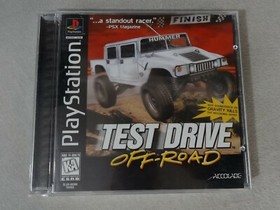 PlayStation
"...a standout racer."
-PSX Magazine
FINISH
HUMMER
TEST DRIVE
OFF-ROAD
ACCOLADE